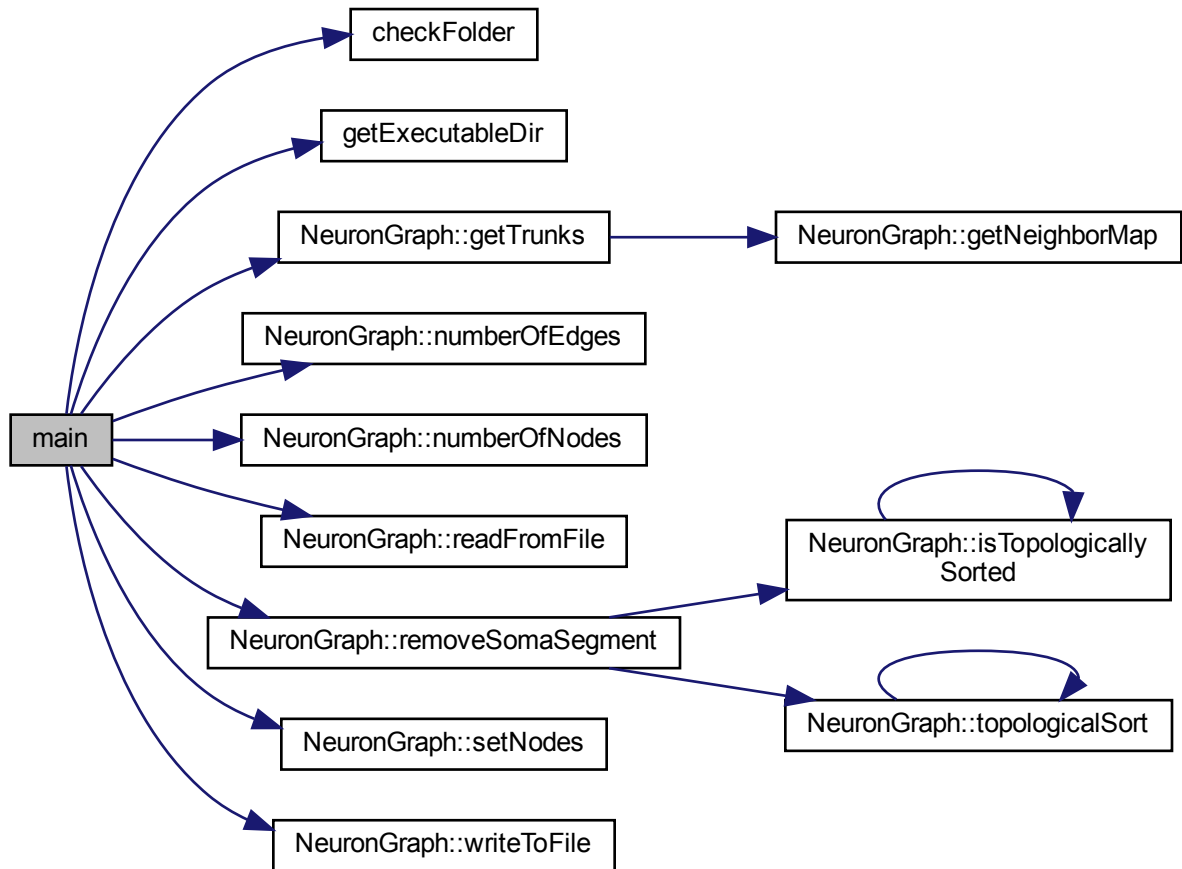 checkFolder
getExecutableDir
NeuronGraph::getTrunks
NeuronGraph::getNeighborMap
NeuronGraph::numberOfEdges
main
NeuronGraph::numberOfNodes
NeuronGraph::readFromFile
NeuronGraph::isTopologically
Sorted
NeuronGraph::removeSomaSegment
NeuronGraph::topologicalSort
NeuronGraph::setNodes
NeuronGraph::writeToFile